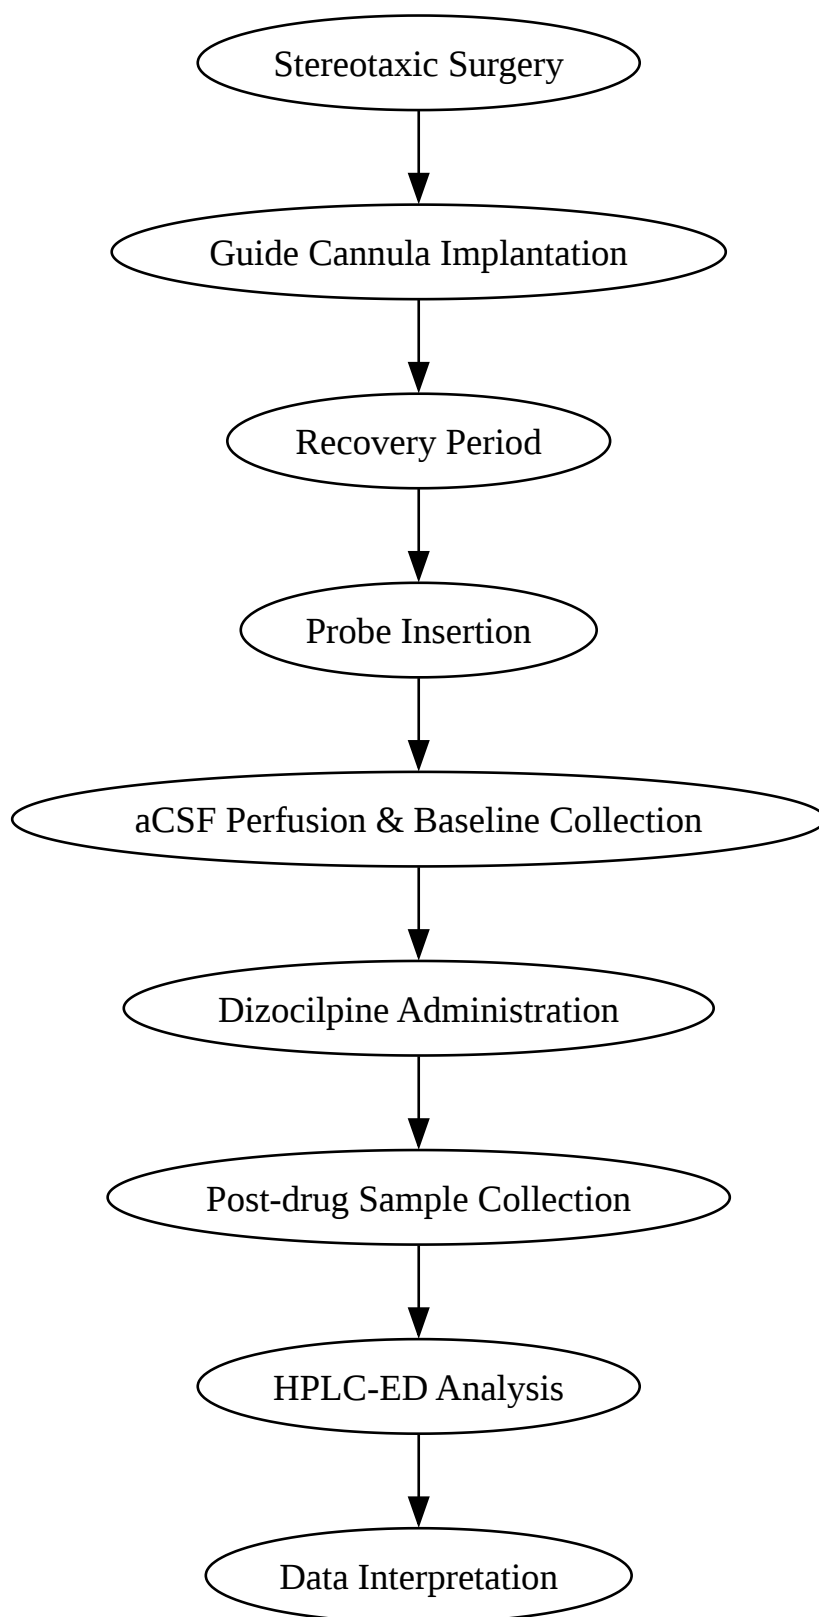 Stereotaxic Surgery
Guide Cannula Implantation
Recovery Period
Probe Insertion
aCSF Perfusion & Baseline Collection
Dizocilpine Administration
Post-drug Sample Collection
HPLC-ED Analysis
Data Interpretation